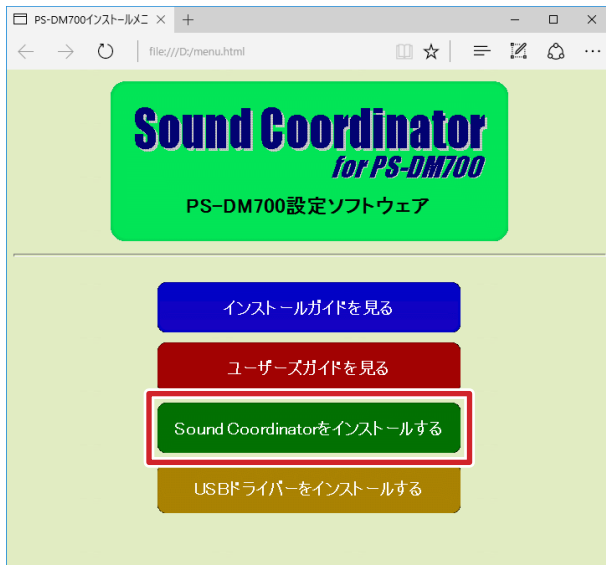 PS-DM700インストールメニ
file:///D:/menu.html
Sound Coordinator
for PS-DM700
PS-DM700設定ソフトウェア
インストールガイドを見る
ユーザーズガイドを見る
Sound Coordinatorをインストールする
USBドライバーをインストールする